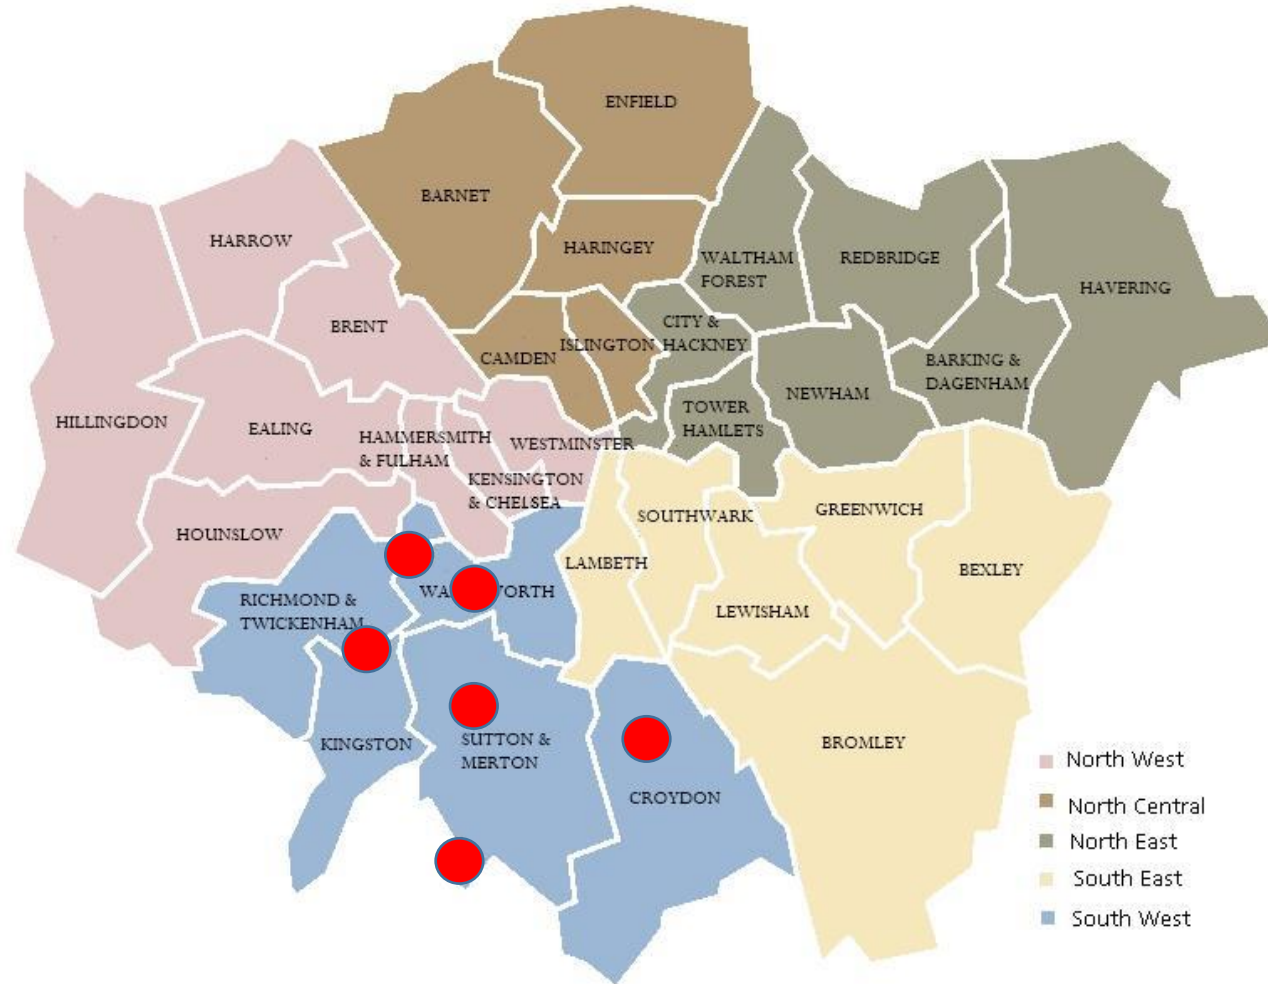 ENFIELD
BARNET
HARROW
HARINGEY
WALTHAM
FOREST
REDBRIDGE
HAVERING
BRENT
CITY &
HACKNEY
ISLINGTON
CAMDEN
BARKING &
DAGENHAM
NEWHAM
TOWER
HAMLETS
HILLINGDON
EALING
HAMMERSMITH
& FULHAM
WESTMINSTER
KENSINGTON
& CHELSEA
HOUNSLOW
SOUTHWARK
GREENWICH
LAMBETH
BEXLEY
RICHMOND &
TWICKENHAM
WA
ORTH
LEWISHAM
KINGSTON
SUTTON &
MERTON
CROYDON
BROMLEY
North West
North Central
North East
South East
South West